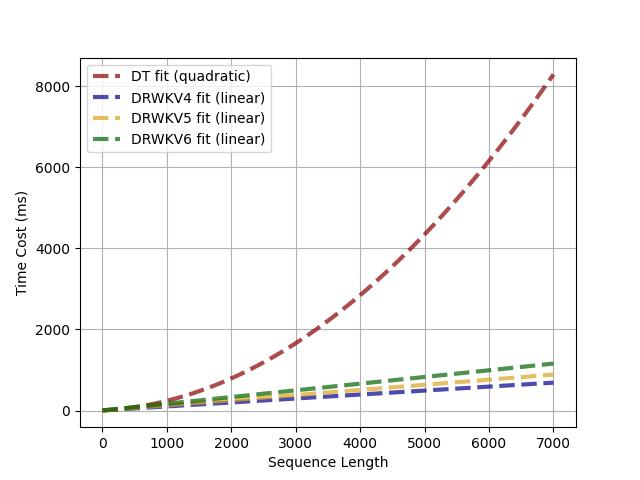 DT fit (quadratic)
DRWKV4 fit (linear)
DRWKV5 fit (linear)
DRWKV6 fit (linear)
8000
6000
4000
2000
0
Time Cost (ms)
0 1000 2000 3000 4000 5000 6000 7000
Sequence Length